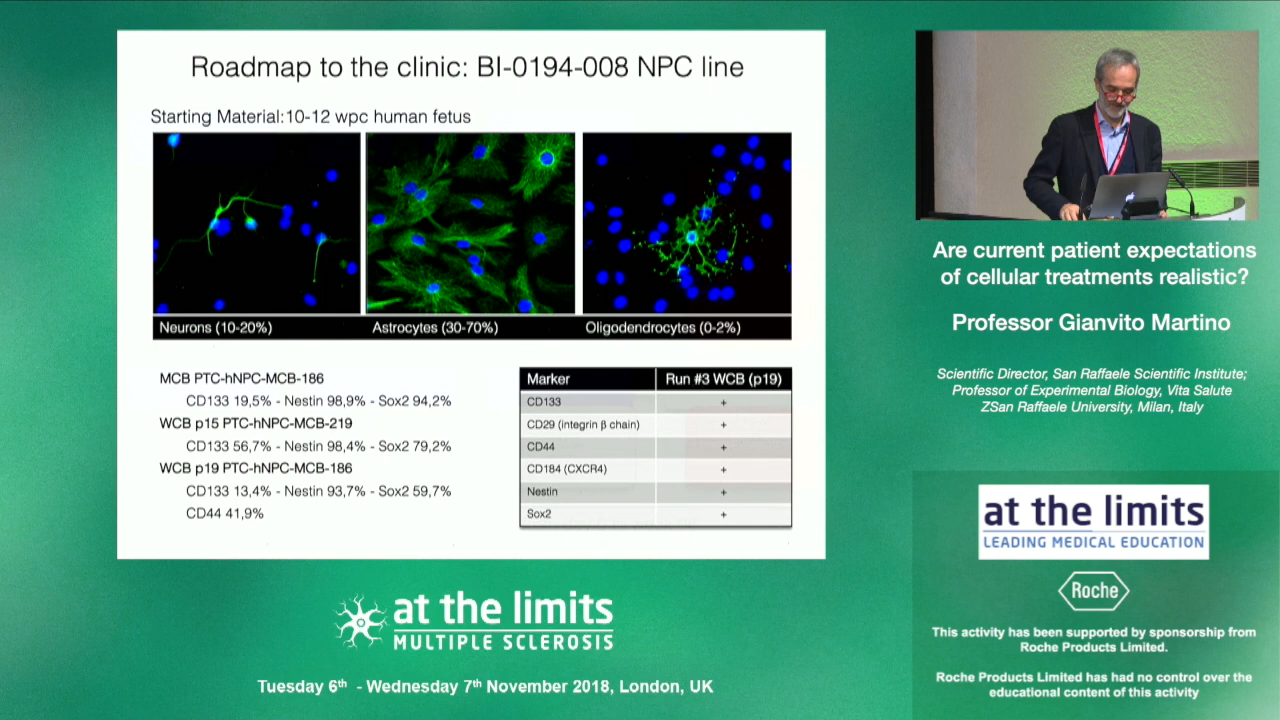 Roadmap to the clinic: BI-0194-008 NPC line
Starting Material:10-12 wpc human fetus
Neurons (10-20%)
Astrocytes (30-70%)
Oligodendrocytes (0-2%)
MCB PTC-hNPC-MCB-186
CD133 19,5% - Nestin 98,9% - Sox2 94,2%
WCB p15 PTC-hNPC-MCB-219
CD133 56,7% - Nestin 98,4% - Sox2 79,2%
WCB p19 PTC-hNPC-MCB-186
CD133 13,4% - Nestin 93,7% - Sox2 59,7%
CD44 41,9%
Marker Run #3 WCB (p19)
CD133 +
CD29 (integrin β chain) +
CD44 +
CD184 (CXCR4) +
Nestin +
Sox2 +
at the limits
MULTIPLE SCLEROSIS
Tuesday 6th - Wednesday 7th November 2018, London, UK
Are current patient expectations
of cellular treatments realistic?
Professor Gianvito Martino
Scientific Director, San Raffaele Scientific Institute;
Professor of Experimental Biology, Vita Salute
ZSan Raffaele University, Milan, Italy
at the limits
LEADING MEDICAL EDUCATION
Roche
This activity has been supported by sponsorship from
Roche Products Limited.
Roche Products Limited has had no control over the
educational content of this activity